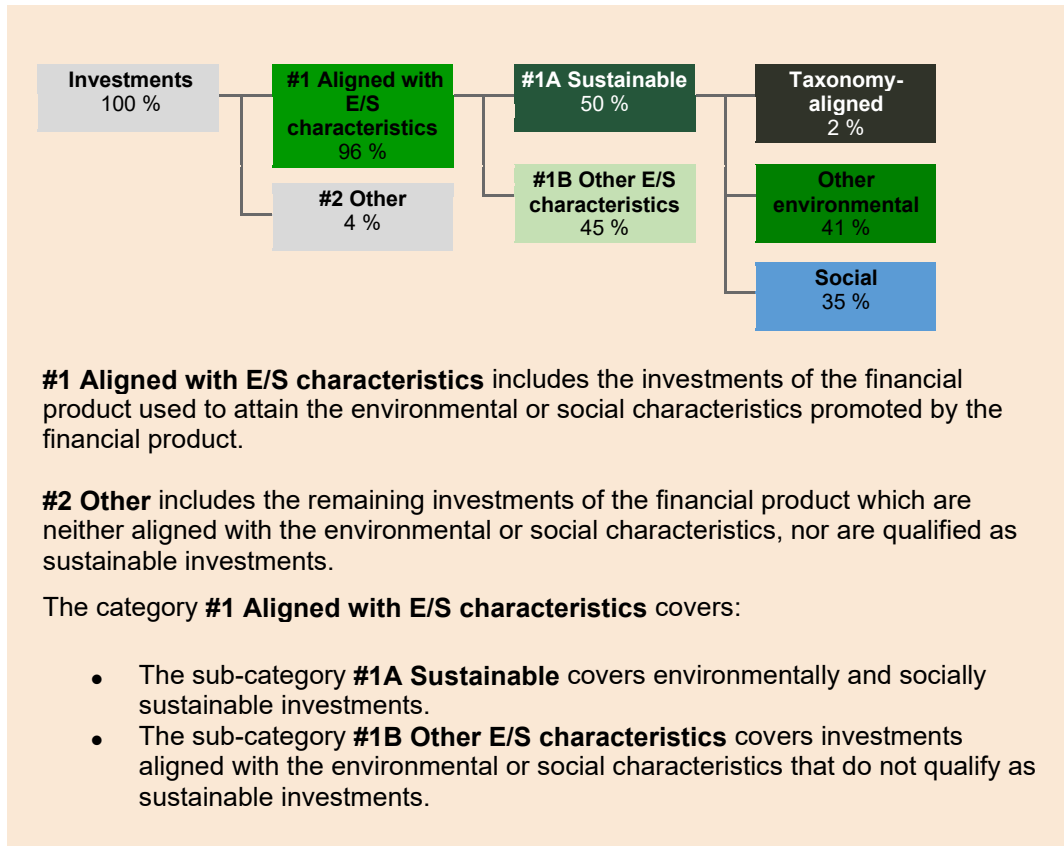 Investments
100 %
#1 Aligned with
E/S
characteristics
96 %
#2 Other
4 %
#1A Sustainable
50 %
#1B Other E/S
characteristics
45 %
Taxonomy-
aligned
2 %
Other
environmental
41 %
Social
35 %
#1 Aligned with E/S characteristics includes the investments of the financial
product used to attain the environmental or social characteristics promoted by the
financial product.
#2 Other includes the remaining investments of the financial product which are
neither aligned with the environmental or social characteristics, nor are qualified as
sustainable investments.
The category #1 Aligned with E/S characteristics covers:
● The sub-category #1A Sustainable covers environmentally and socially
sustainable investments.
● The sub-category #1B Other E/S characteristics covers investments
aligned with the environmental or social characteristics that do not qualify as
sustainable investments.